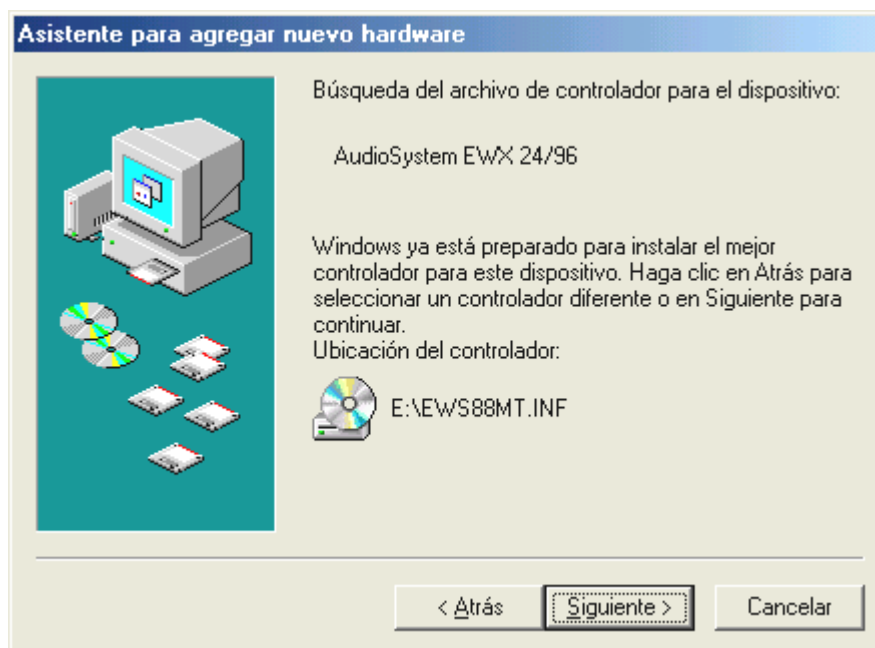 Asistente para agregar nuevo hardware
Búsqueda del archivo de controlador para el dispositivo:
AudioSystem EWX 24/96
Windows ya está preparado para instalar el mejor
controlador para este dispositivo. Haga clic en Atrás para
seleccionar un controlador diferente o en Siguiente para
continuar.
Ubicación del controlador:
E:\EWS88MT.INF
< Atrás
Siguiente >
Cancelar